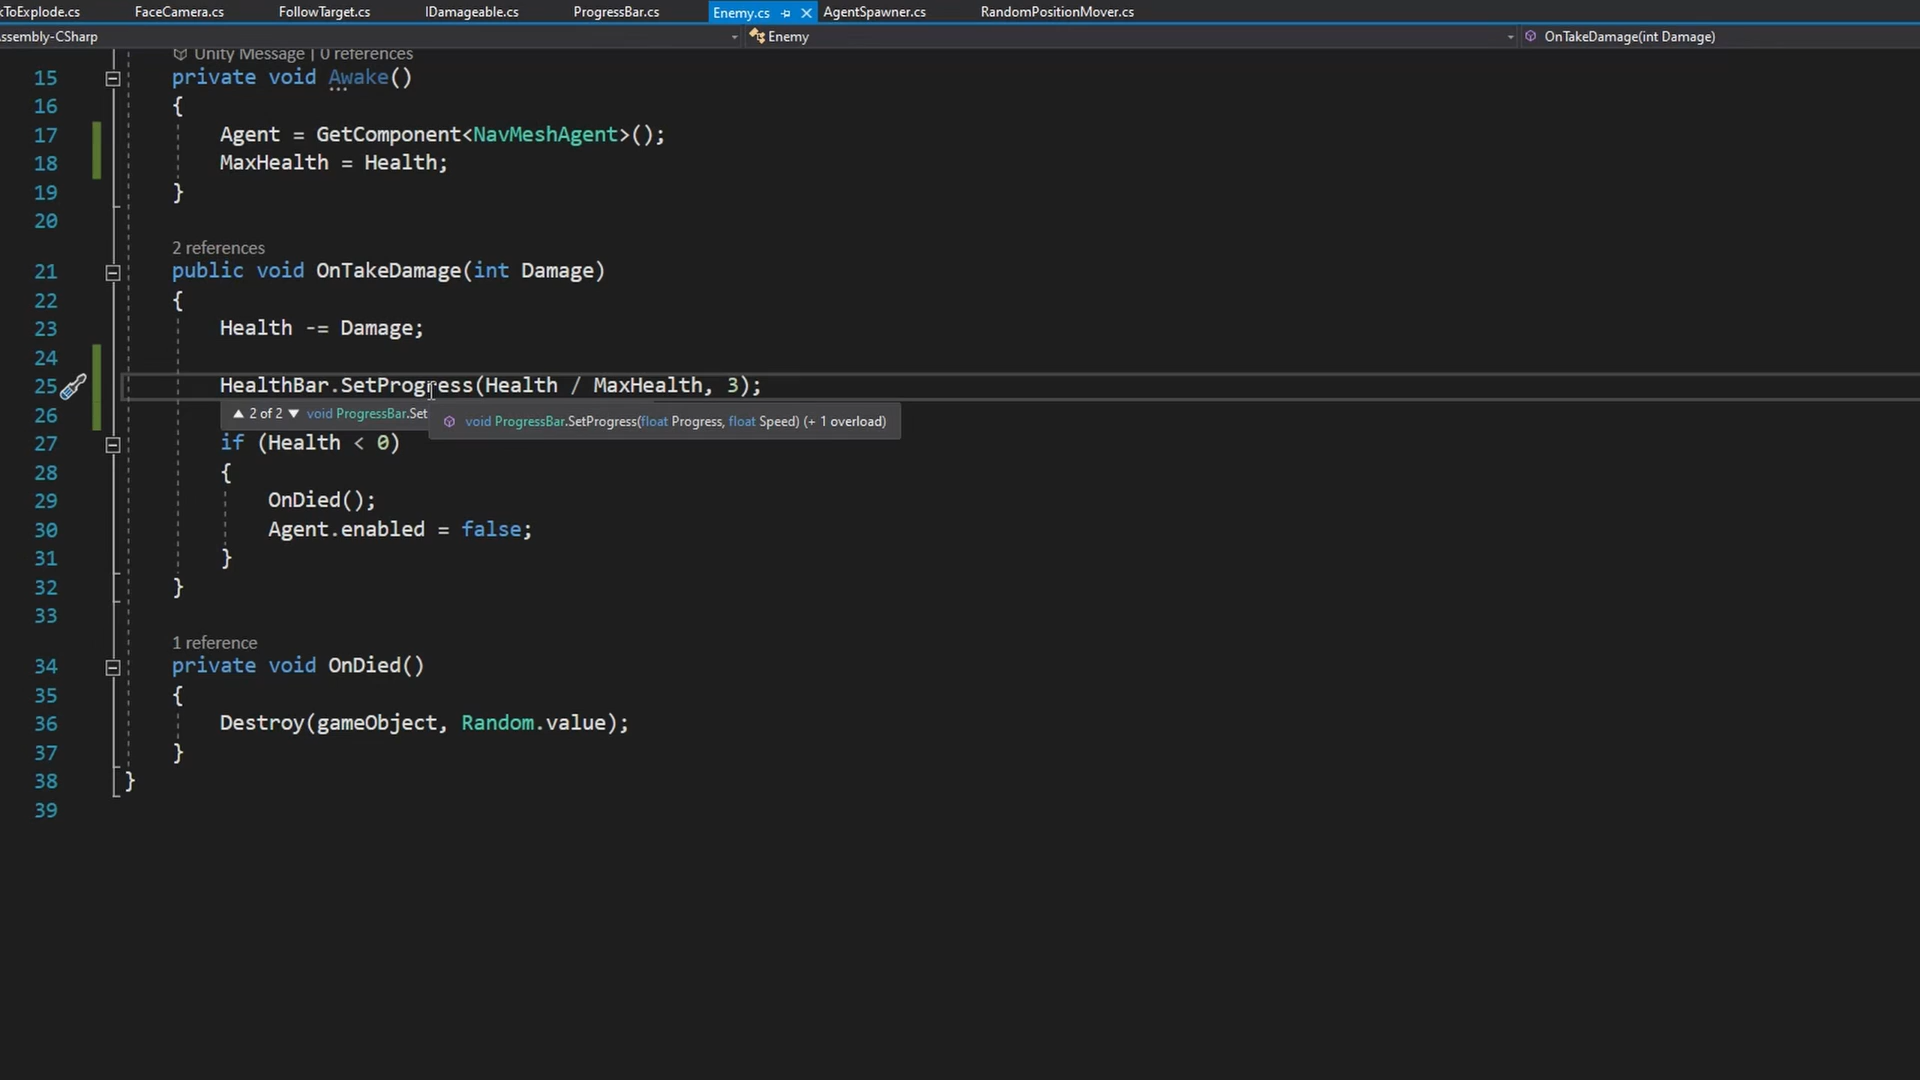 kToExplode.cs FaceCamera.cs FollowTarget.cs IDamageable.cs ProgressBar.cs Enemy.cs AgentSpawner.cs RandomPositionMover.cs
ssembly-CSharp Enemy OnTakeDamage(int Damage)
Unity Message | 0 references
15 private void Awake()
16 {
17 Agent = GetComponent<NavMeshAgent>();
18 MaxHealth = Health;
19 }
20
2 references
21 public void OnTakeDamage(int Damage)
22 {
23 Health -= Damage;
24
25 HealthBar.SetProgress(Health / MaxHealth, 3);
26 ▲ 2 of 2 ▼ void ProgressBar.Set void ProgressBar.SetProgress(float Progress, float Speed) (+ 1 overload)
27 if (Health < 0)
28 {
29 OnDied();
30 Agent.enabled = false;
31 }
32 }
33
1 reference
34 private void OnDied()
35 {
36 Destroy(gameObject, Random.value);
37 }
38 }
39